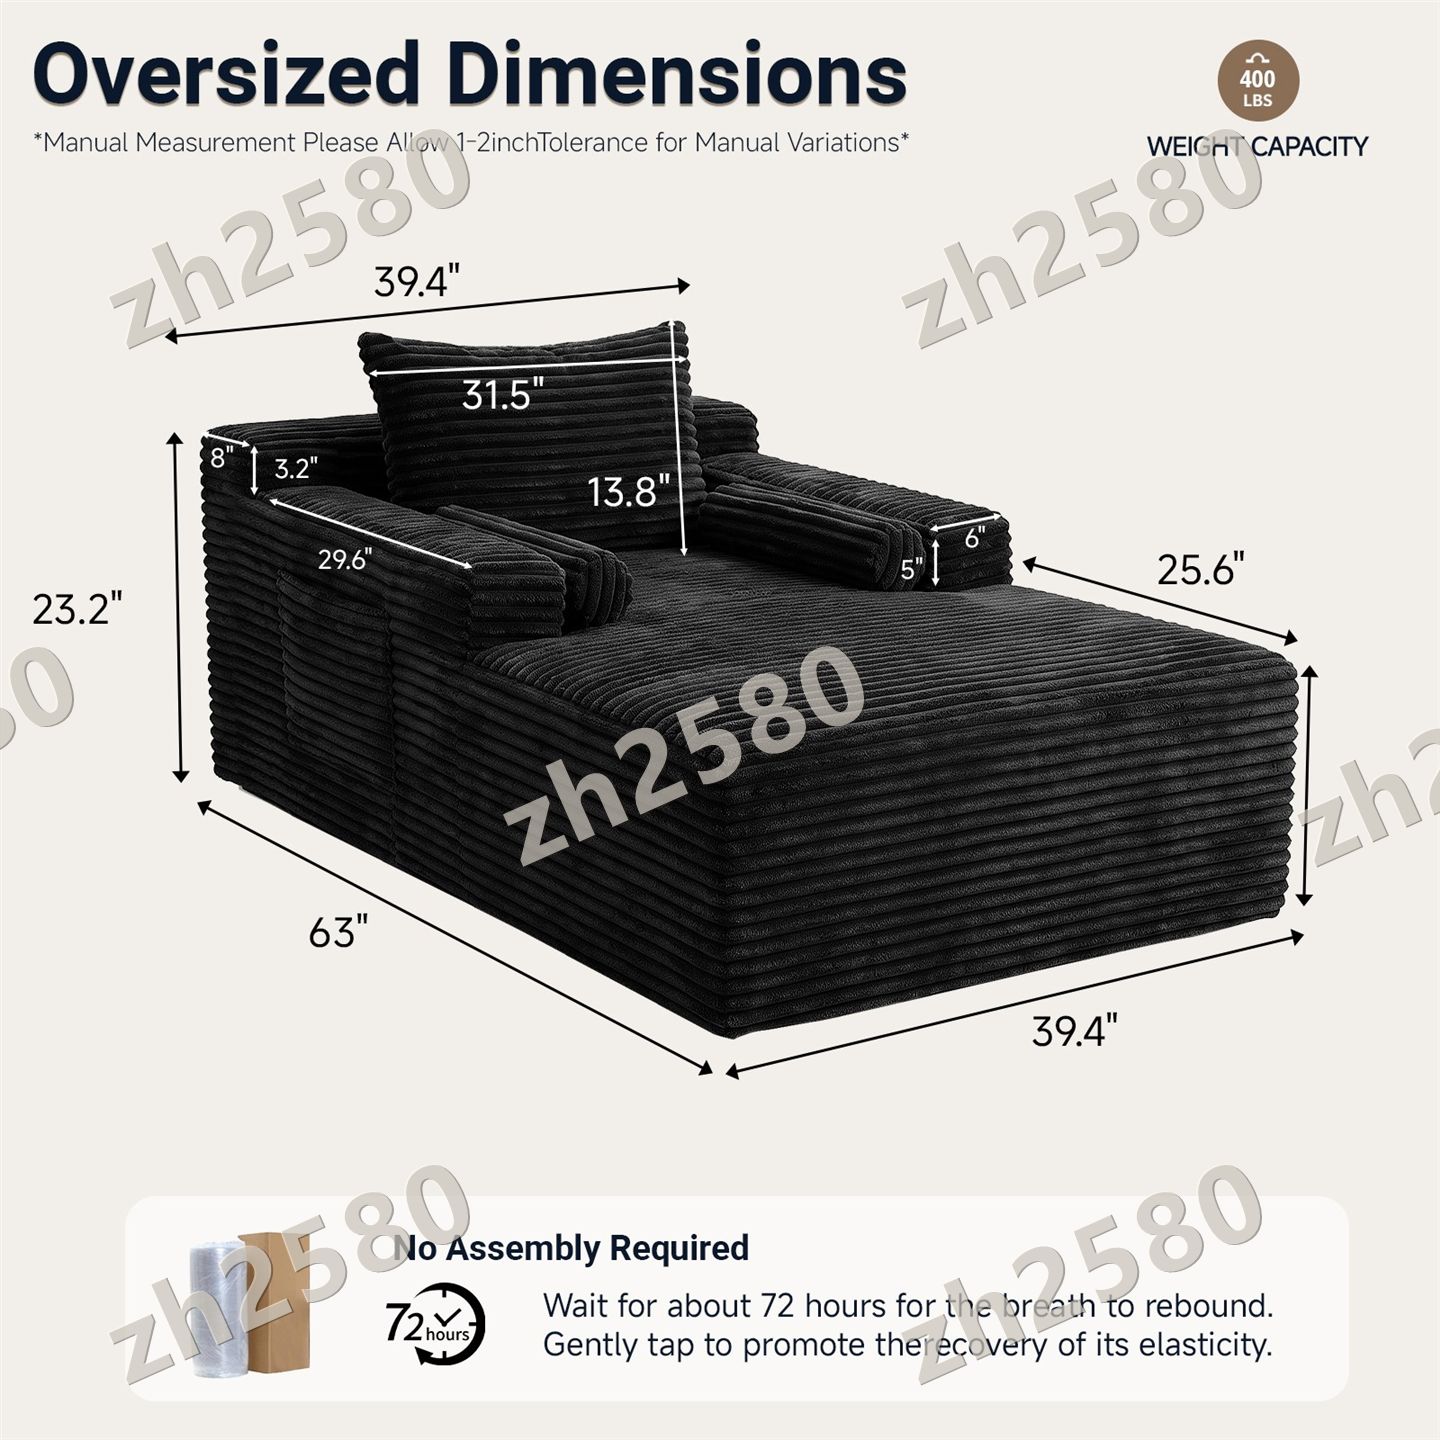 Oversized Dimensions
*Manual Measurement Please Allow 1-2inchTolerance for Manual Variations*
400
LBS
WEIGHT CAPACITY
zh2580
zh2580
39.4"
31.5"
8"
3.2"
13.8"
29.6"
6"
5"
25.6"
23.2"
80
zh2580
zh2
63"
39.4"
zh2580
zh2580
No Assembly Required
72hours
Wait for about 72 hours for the breath to rebound.
Gently tap to promote therecovery of its elasticity.